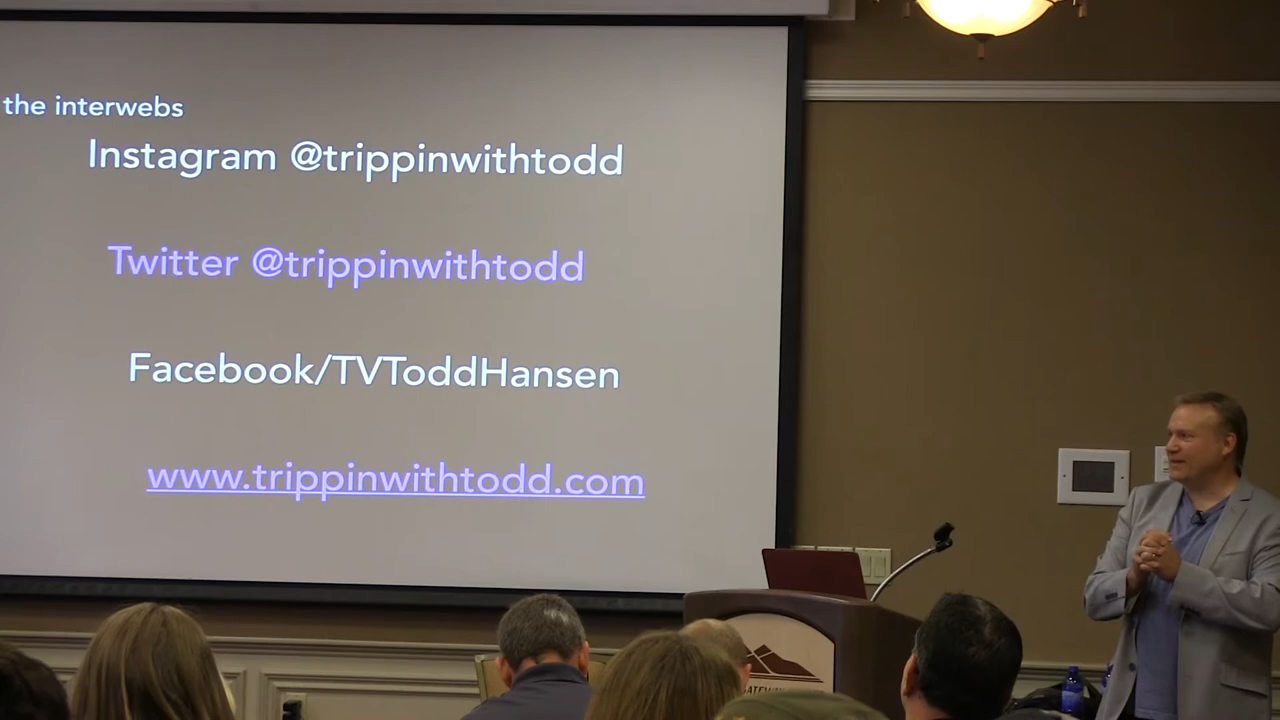 the interwebs
Instagram @trippinwithtodd
Twitter @trippinwithtodd
Facebook/TVToddHansen
www.trippinwithtodd.com